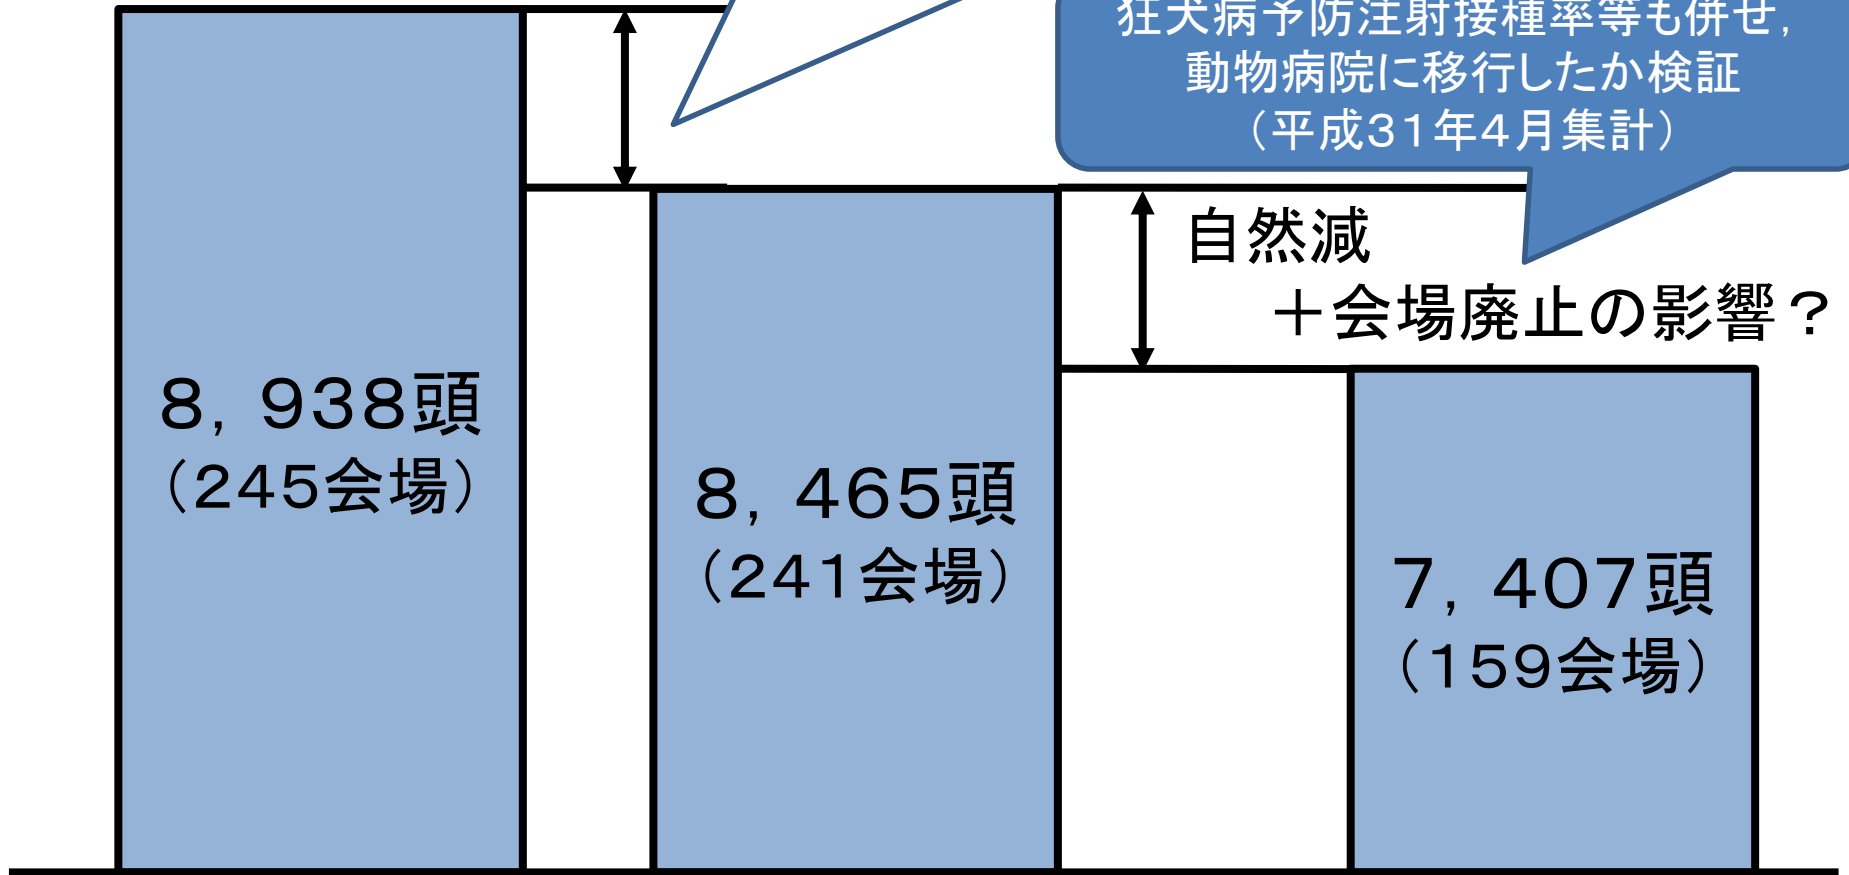 狂犬病予防注射接種率等も併せ，
動物病院に移行したか検証
（平成３１年４月集計）
自然減
＋会場廃止の影響？
８，９３８頭
（２４５会場）
８，４６５頭
（２４１会場）
７，４０７頭
（１５９会場）